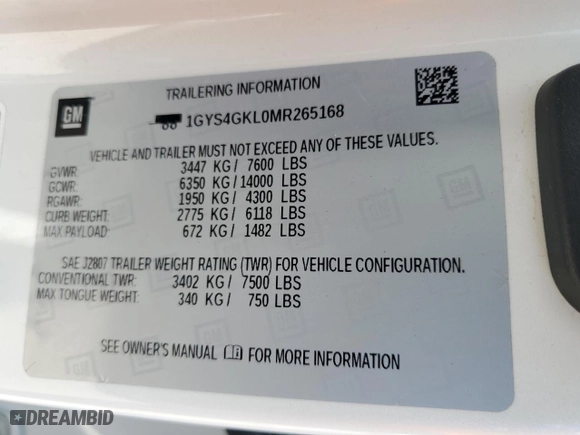 TRAILERING INFORMATION
GM
1GYS4GKL0MR265168
VEHICLE AND TRAILER MUST NOT EXCEED ANY OF THESE VALUES.
GVWR: 3447 KG/ 7600 LBS
GCWR: 6350 KG/14000 LBS
RGAWR: 1950 KG/ 4300 LBS
CURB WEIGHT: 2775 KG/ 6118 LBS
MAX PAYLOAD: 672 KG/ 1482 LBS
SAE J2807 TRAILER WEIGHT RATING (TWR) FOR VEHICLE CONFIGURATION.
CONVENTIONAL TWR: 3402 KG/ 7500 LBS
MAX TONGUE WEIGHT: 340 KG/ 750 LBS
SEE OWNER'S MANUAL FOR MORE INFORMATION
DREAMBID